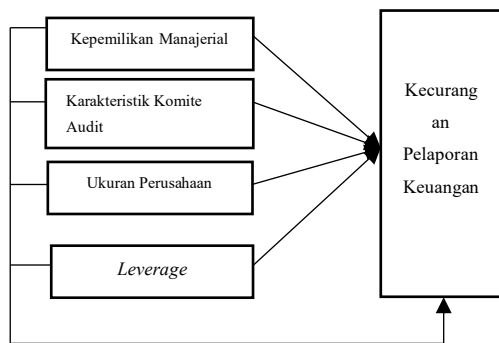 Kepemilikan Manajerial
Karakteristik Komite
Audit
Ukuran Perusahaan
Leverage
Kecurang
an
Pelaporan
Keuangan